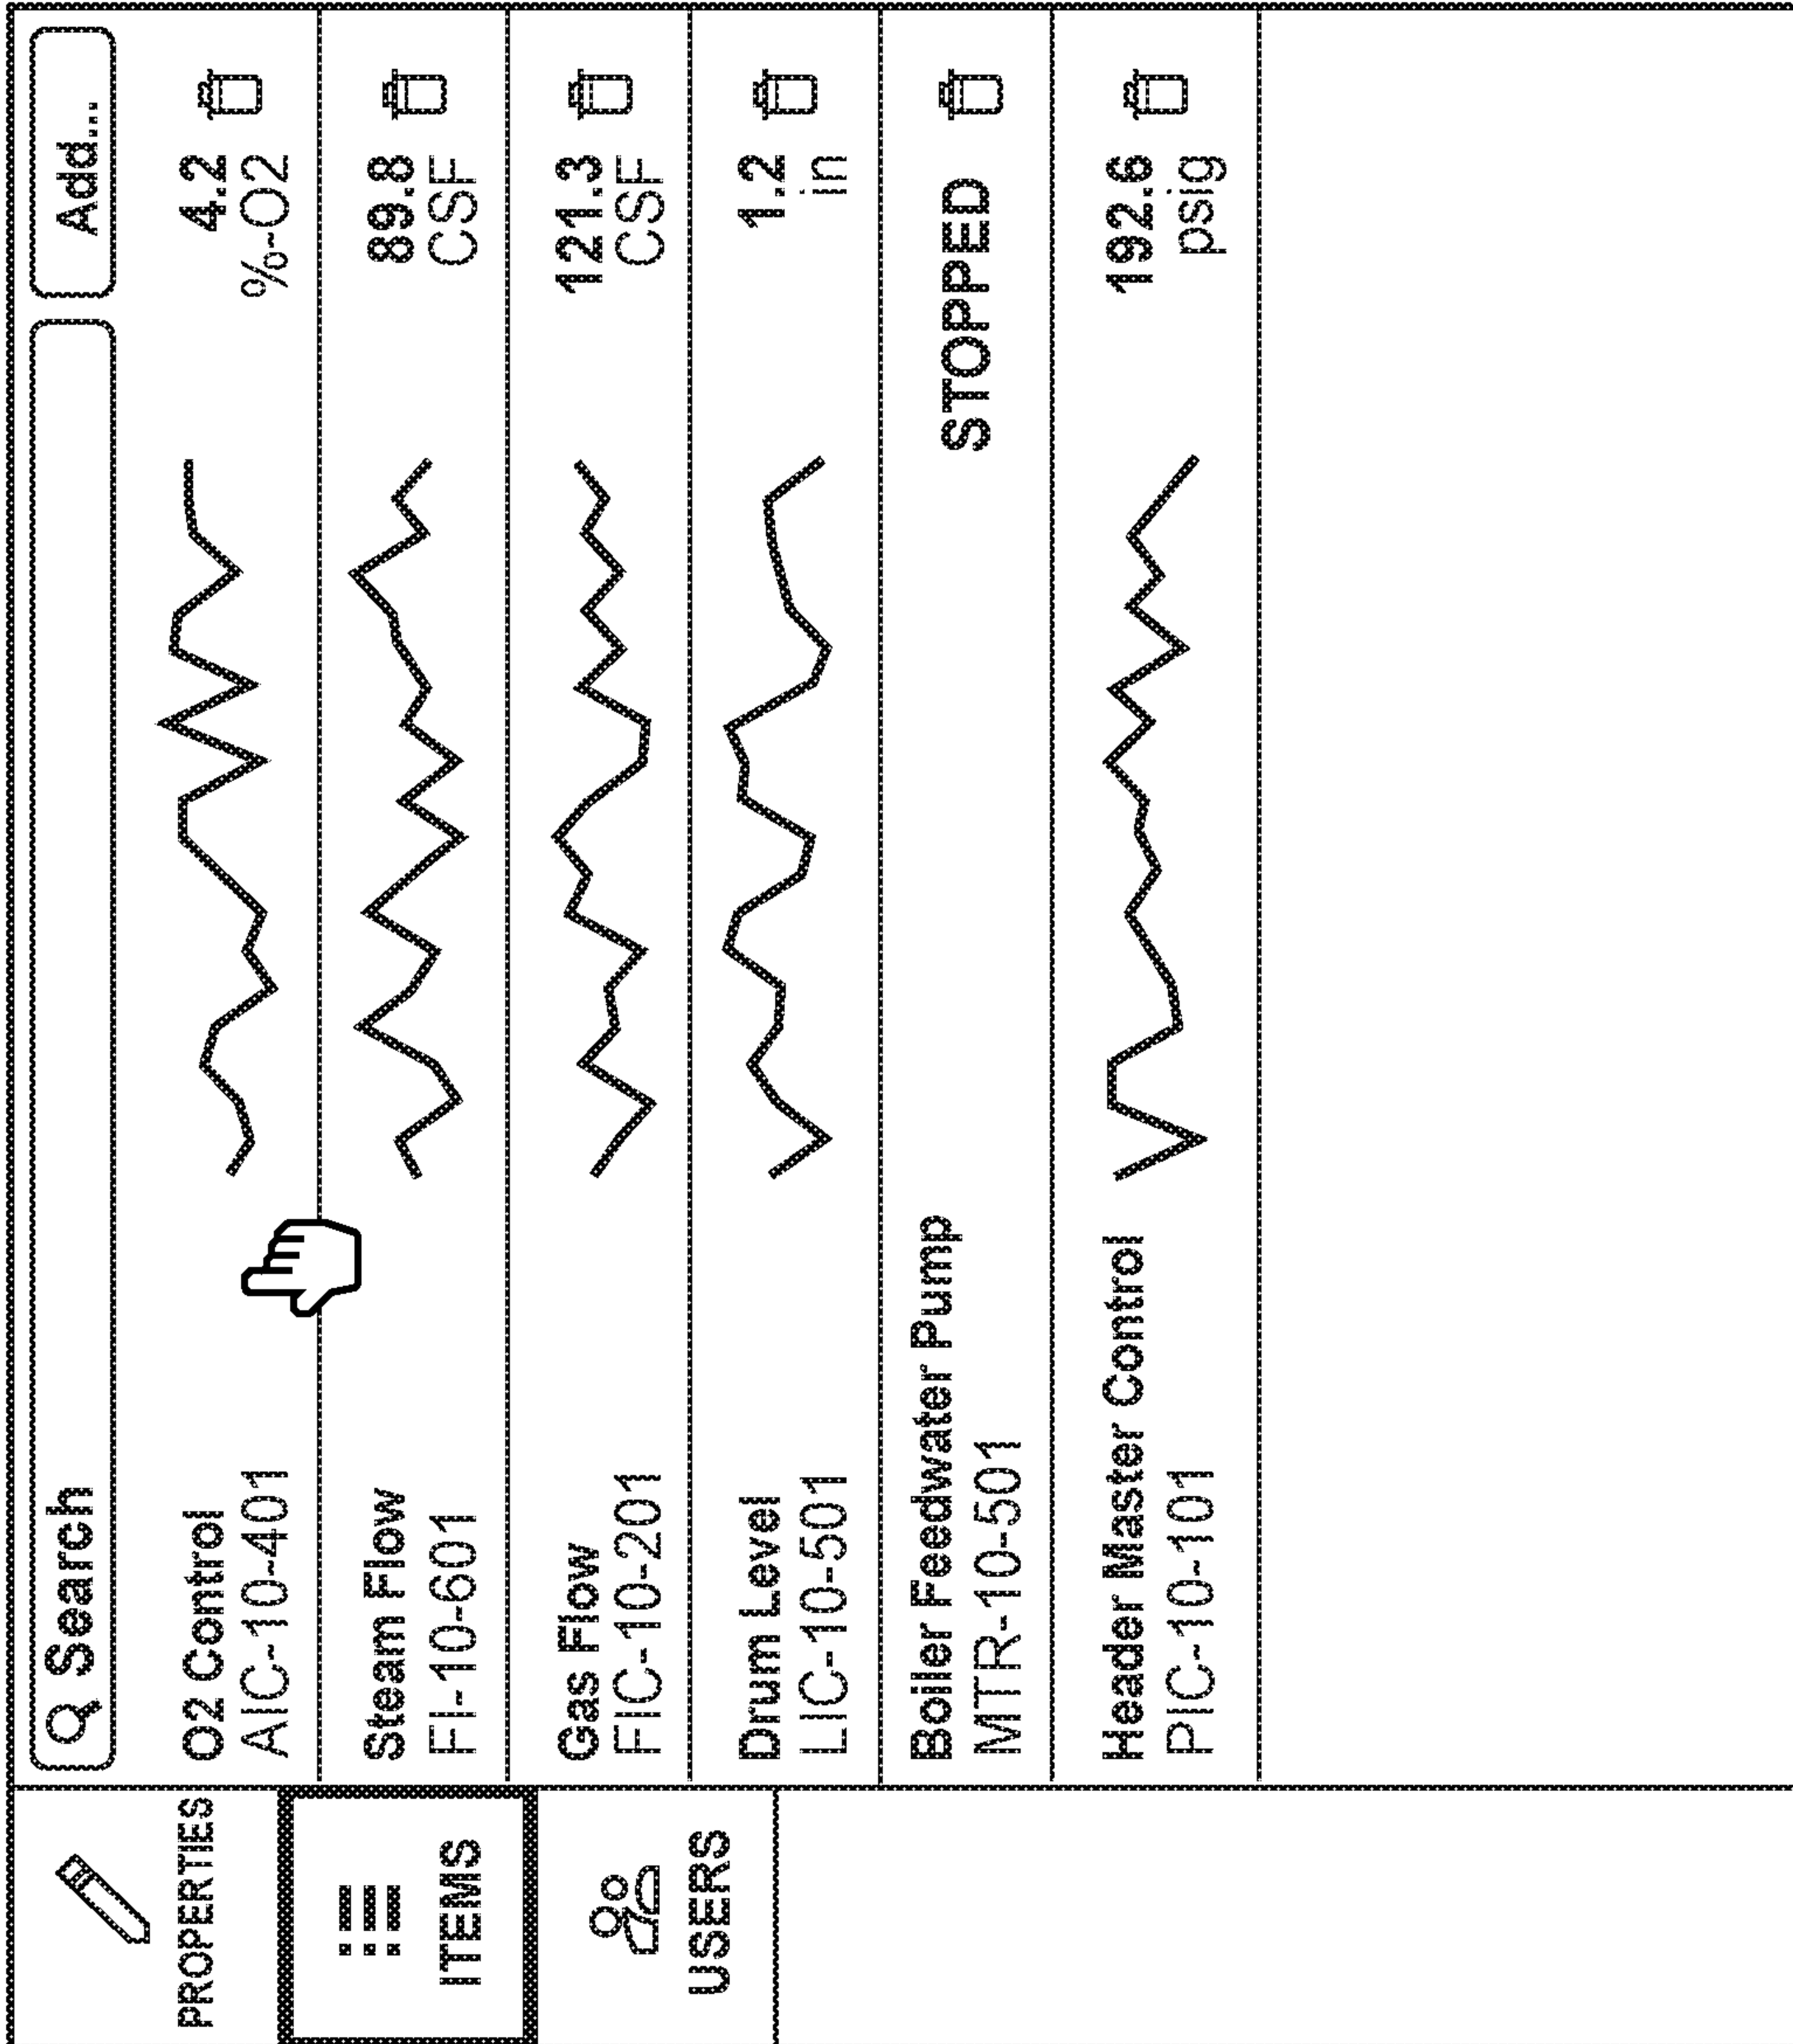 PROPERTIES
ITEMS
USERS
Search
Add...
O2 Control
AIC-10-401
4.2
%-O2
Steam Flow
FI-10-601
89.8
CSF
Gas Flow
FIC-10-201
121.3
CSF
Drum Level
LIC-10-501
1.2
in
Boiler Feedwater Pump
MTR-10-501
STOPPED
Header Master Control
PIC-10-101
192.6
psig